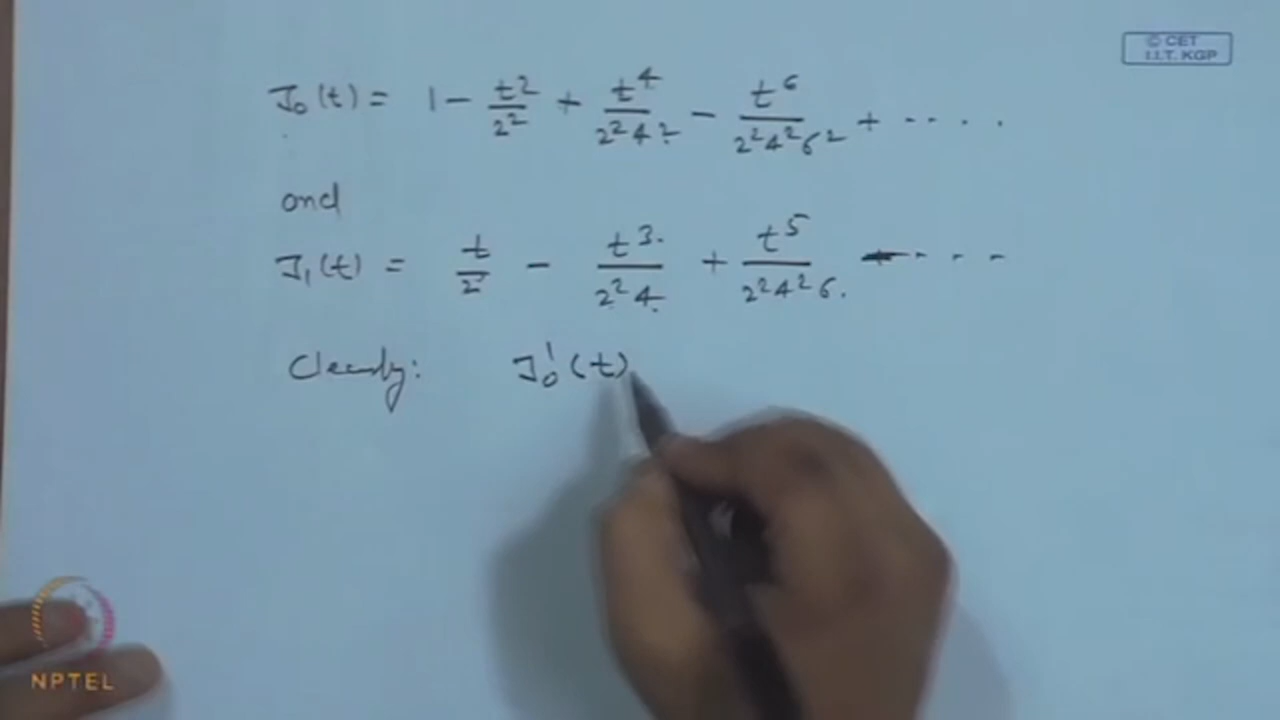 © CET
I.I.T. KGP
J₀(t) = 1 - t²/2² + t⁴/2²4² - t⁶/2²4²6² + ....
and
J₁(t) = t/2 - t³/2²4 + t⁵/2²4²6 - ...
Clearly: J₀'(t)
NPTEL